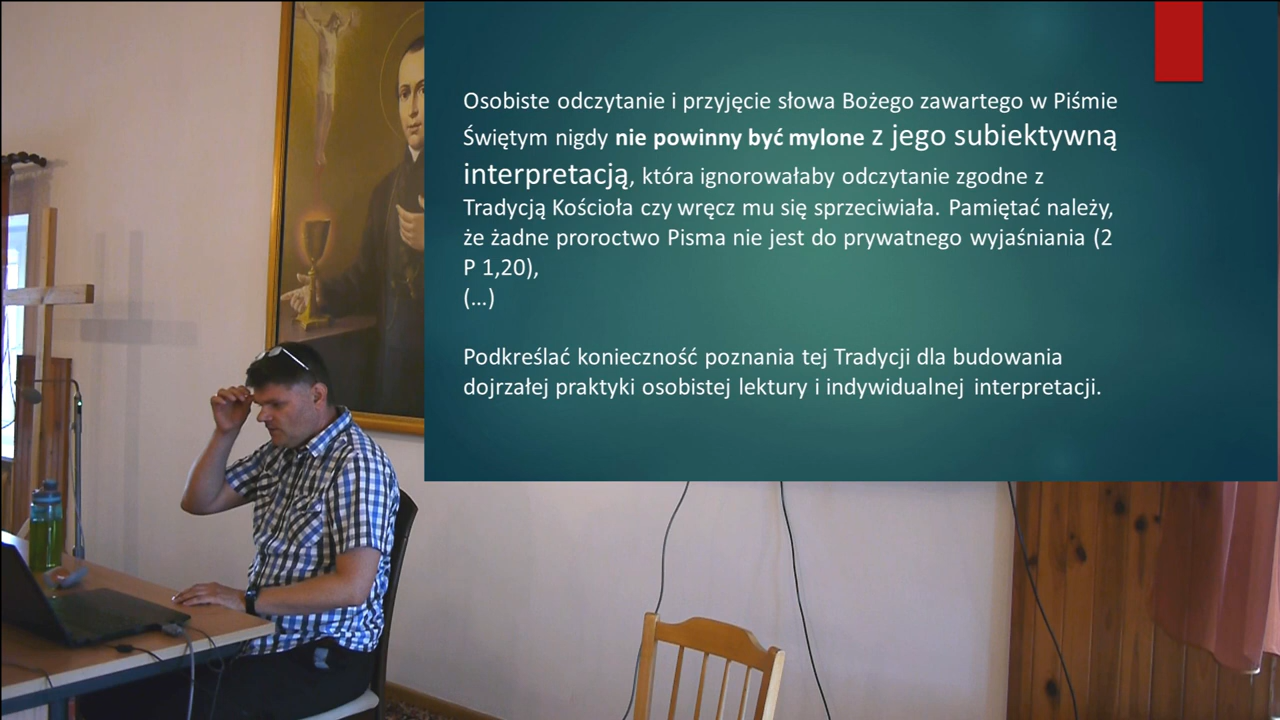 Osobiste odczytanie i przyjęcie słowa Bożego zawartego w Piśmie
Świętym nigdy nie powinny być mylone z jego subiektywną
interpretacją, która ignorowałaby odczytanie zgodne z
Tradycją Kościoła czy wręcz mu się sprzeciwiała. Pamiętać należy,
że żadne proroctwo Pisma nie jest do prywatnego wyjaśniania (2
P 1,20),
(…)
Podkreślać konieczność poznania tej Tradycji dla budowania
dojrzałej praktyki osobistej lektury i indywidualnej interpretacji.